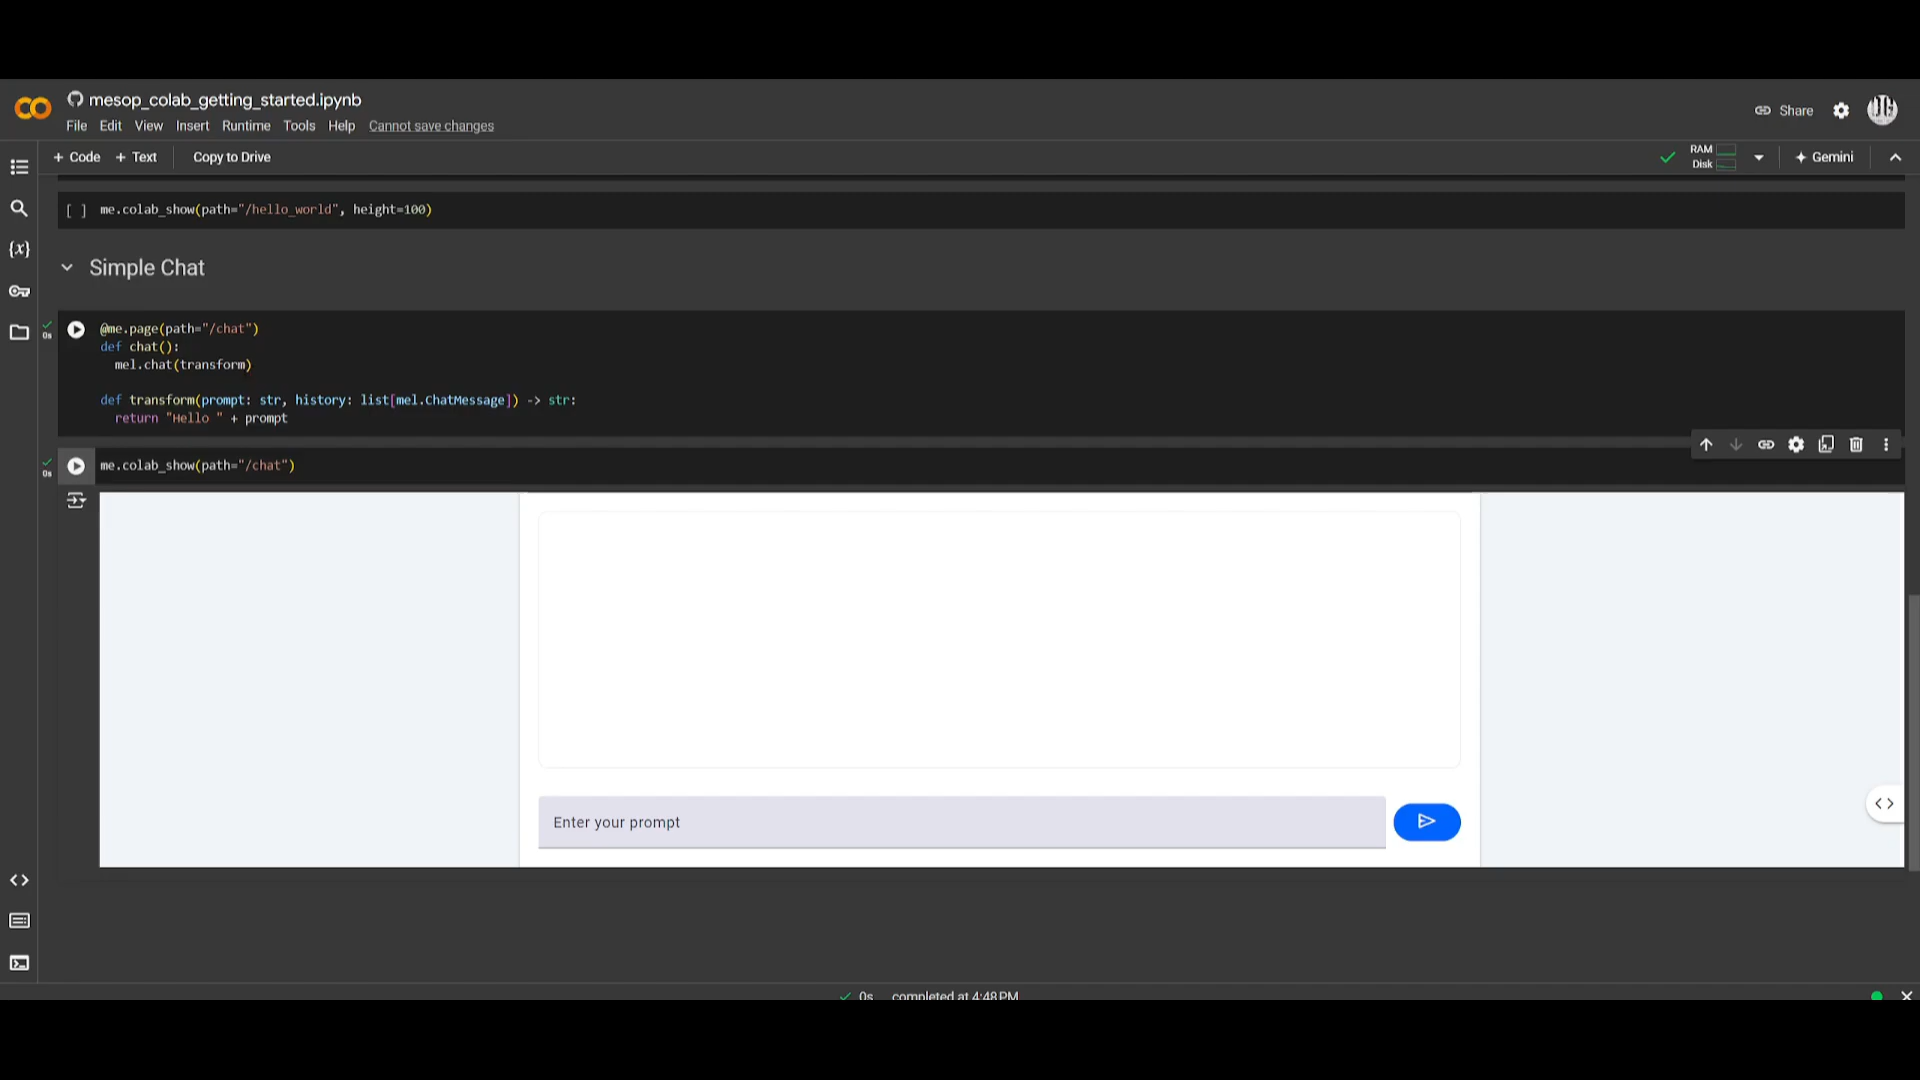 mesop_colab_getting_started.ipynb
File Edit View Insert Runtime Tools Help Cannot save changes
Share
+ Code + Text Copy to Drive
RAM
Disk
Gemini
[ ] me.colab_show(path="/hello_world", height=100)
Simple Chat
0s
@me.page(path="/chat")
def chat():
  mel.chat(transform)
def transform(prompt: str, history: list[mel.ChatMessage]) -> str:
  return "Hello " + prompt
0s
me.colab_show(path="/chat")
Enter your prompt
0s completed at 4:48 PM